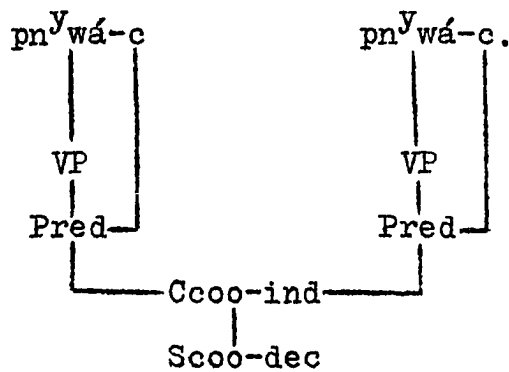 pnʸwá-c pnʸwá-c.
VP VP
Pred Pred
Ccoo-ind
Scoo-dec